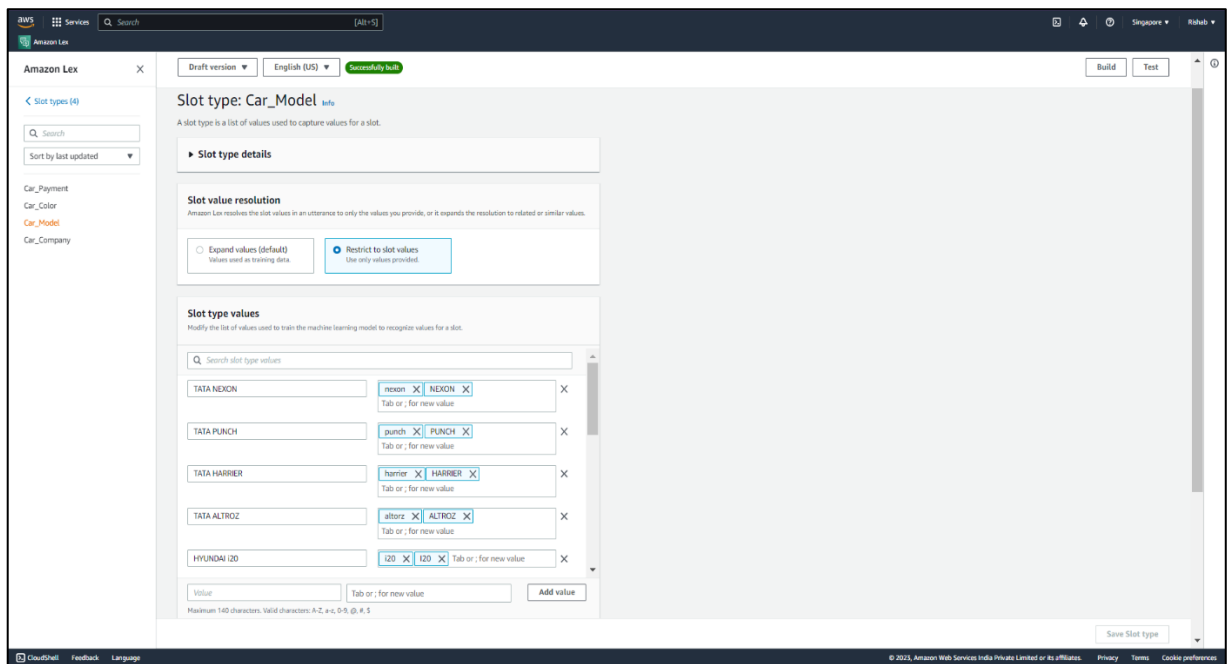 aws Services Search [Alt+S] Singapore Rishab
Amazon Lex
Amazon Lex
Slot types (4)
Search
Sort by last updated
Car_Payment
Car_Color
Car_Model
Car_Company
Draft version English (US) Successfully built Build Test
Slot type: Car_Model Info
A slot type is a list of values used to capture values for a slot.
Slot type details
Slot value resolution
Amazon Lex resolves the slot values in an utterance to only the values you provide, or it expands the resolution to related or similar values.
Expand values (default)
Values used as training data.
Restrict to slot values
Use only values provided.
Slot type values
Modify the list of values used to train the machine learning model to recognize values for a slot.
Search slot type values
TATA NEXON nexon NEXON
Tab or ; for new value
TATA PUNCH punch PUNCH
Tab or ; for new value
TATA HARRIER harrier HARRIER
Tab or ; for new value
TATA ALTROZ altorz ALTROZ
Tab or ; for new value
HYUNDAI i20 i20 I20 Tab or ; for new value
Value Tab or ; for new value Add value
Maximum 140 characters. Valid characters: A-Z, a-z, 0-9, @, #, $
Save Slot type
CloudShell Feedback Language © 2023, Amazon Web Services India Private Limited or its affiliates. Privacy Terms Cookie preferences